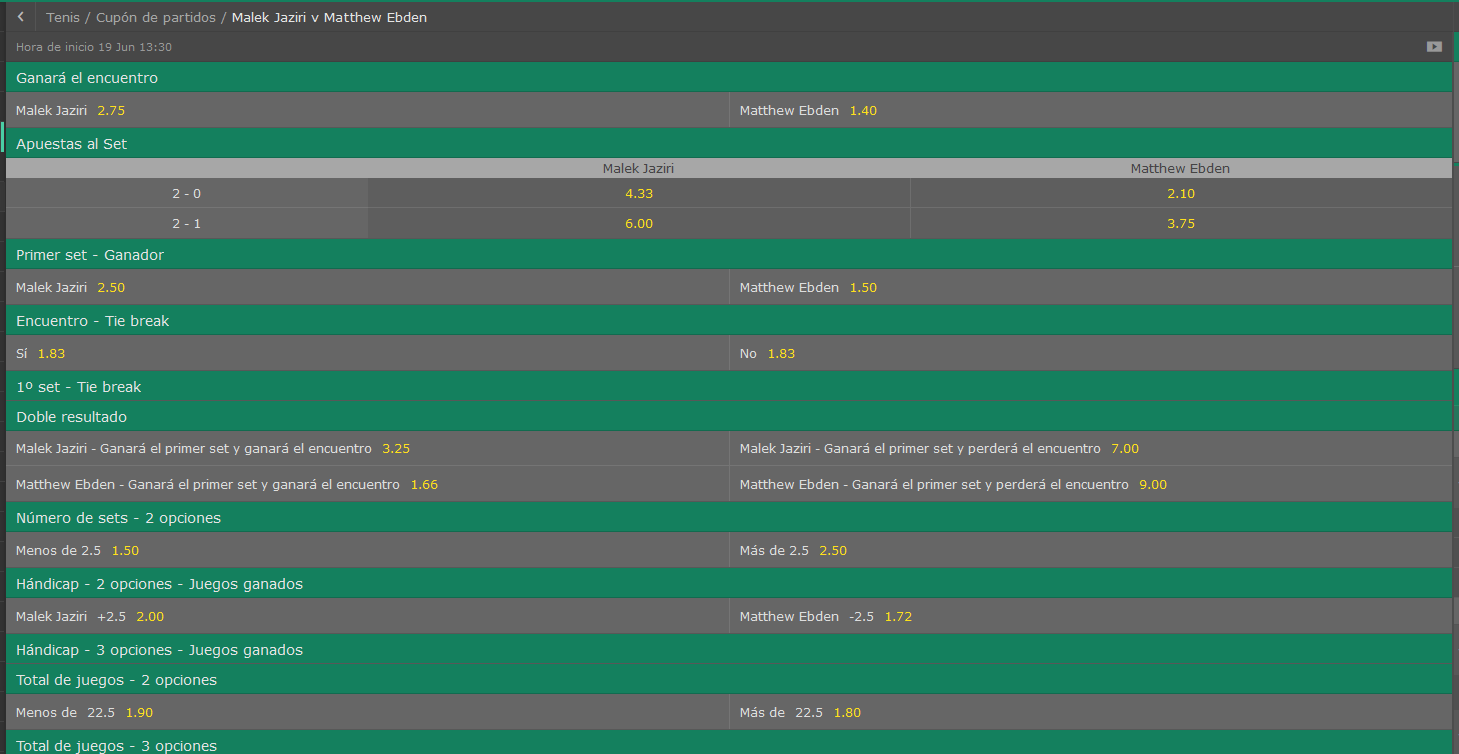 Tenis / Cupón de partidos / Malek Jaziri v Matthew Ebden
Hora de inicio 19 Jun 13:30
Ganará el encuentro
Malek Jaziri 2.75 Matthew Ebden 1.40
Apuestas al Set
Malek Jaziri Matthew Ebden
2 - 0 4.33 2.10
2 - 1 6.00 3.75
Primer set - Ganador
Malek Jaziri 2.50 Matthew Ebden 1.50
Encuentro - Tie break
Sí 1.83 No 1.83
1º set - Tie break
Doble resultado
Malek Jaziri - Ganará el primer set y ganará el encuentro 3.25 Malek Jaziri - Ganará el primer set y perderá el encuentro 7.00
Matthew Ebden - Ganará el primer set y ganará el encuentro 1.66 Matthew Ebden - Ganará el primer set y perderá el encuentro 9.00
Número de sets - 2 opciones
Menos de 2.5 1.50 Más de 2.5 2.50
Hándicap - 2 opciones - Juegos ganados
Malek Jaziri +2.5 2.00 Matthew Ebden -2.5 1.72
Hándicap - 3 opciones - Juegos ganados
Total de juegos - 2 opciones
Menos de 22.5 1.90 Más de 22.5 1.80
Total de juegos - 3 opciones